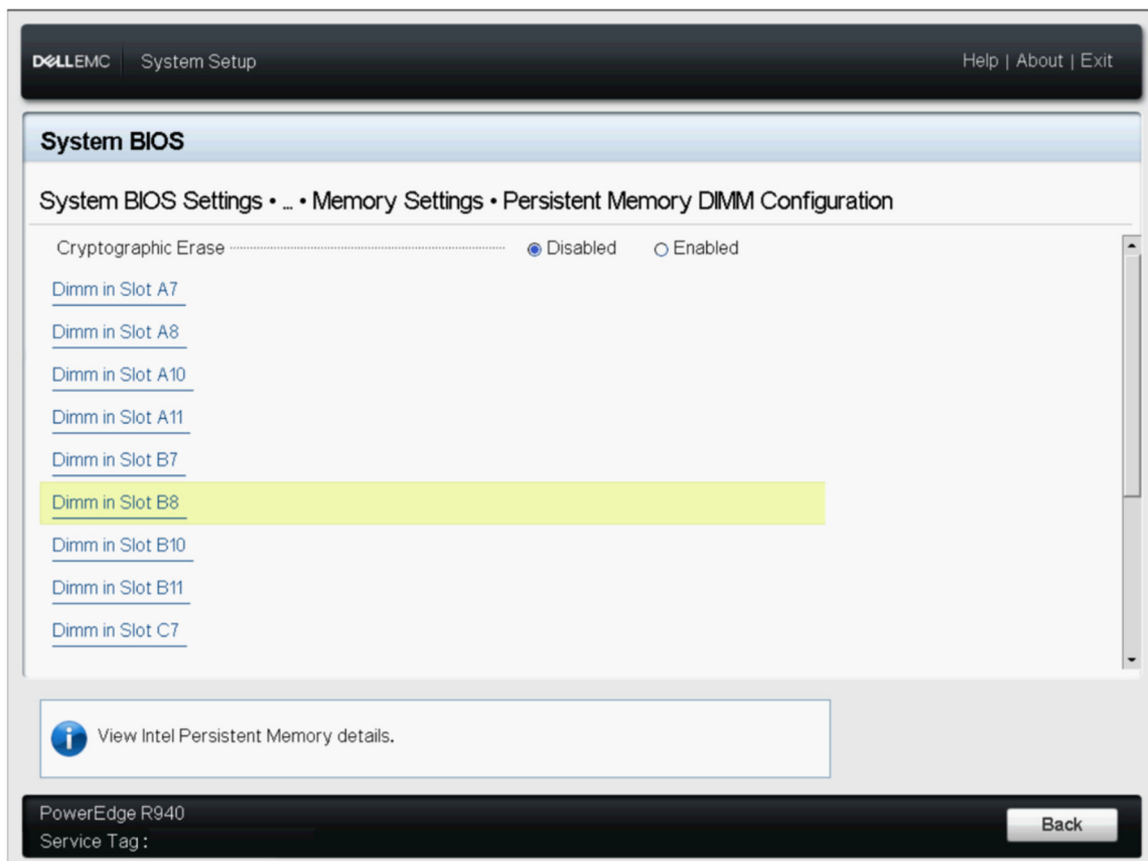 DELLEMC System Setup Help | About | Exit
System BIOS
System BIOS Settings • ... • Memory Settings • Persistent Memory DIMM Configuration
Cryptographic Erase Disabled Enabled
Dimm in Slot A7
Dimm in Slot A8
Dimm in Slot A10
Dimm in Slot A11
Dimm in Slot B7
Dimm in Slot B8
Dimm in Slot B10
Dimm in Slot B11
Dimm in Slot C7
View Intel Persistent Memory details.
PowerEdge R940
Service Tag :
Back